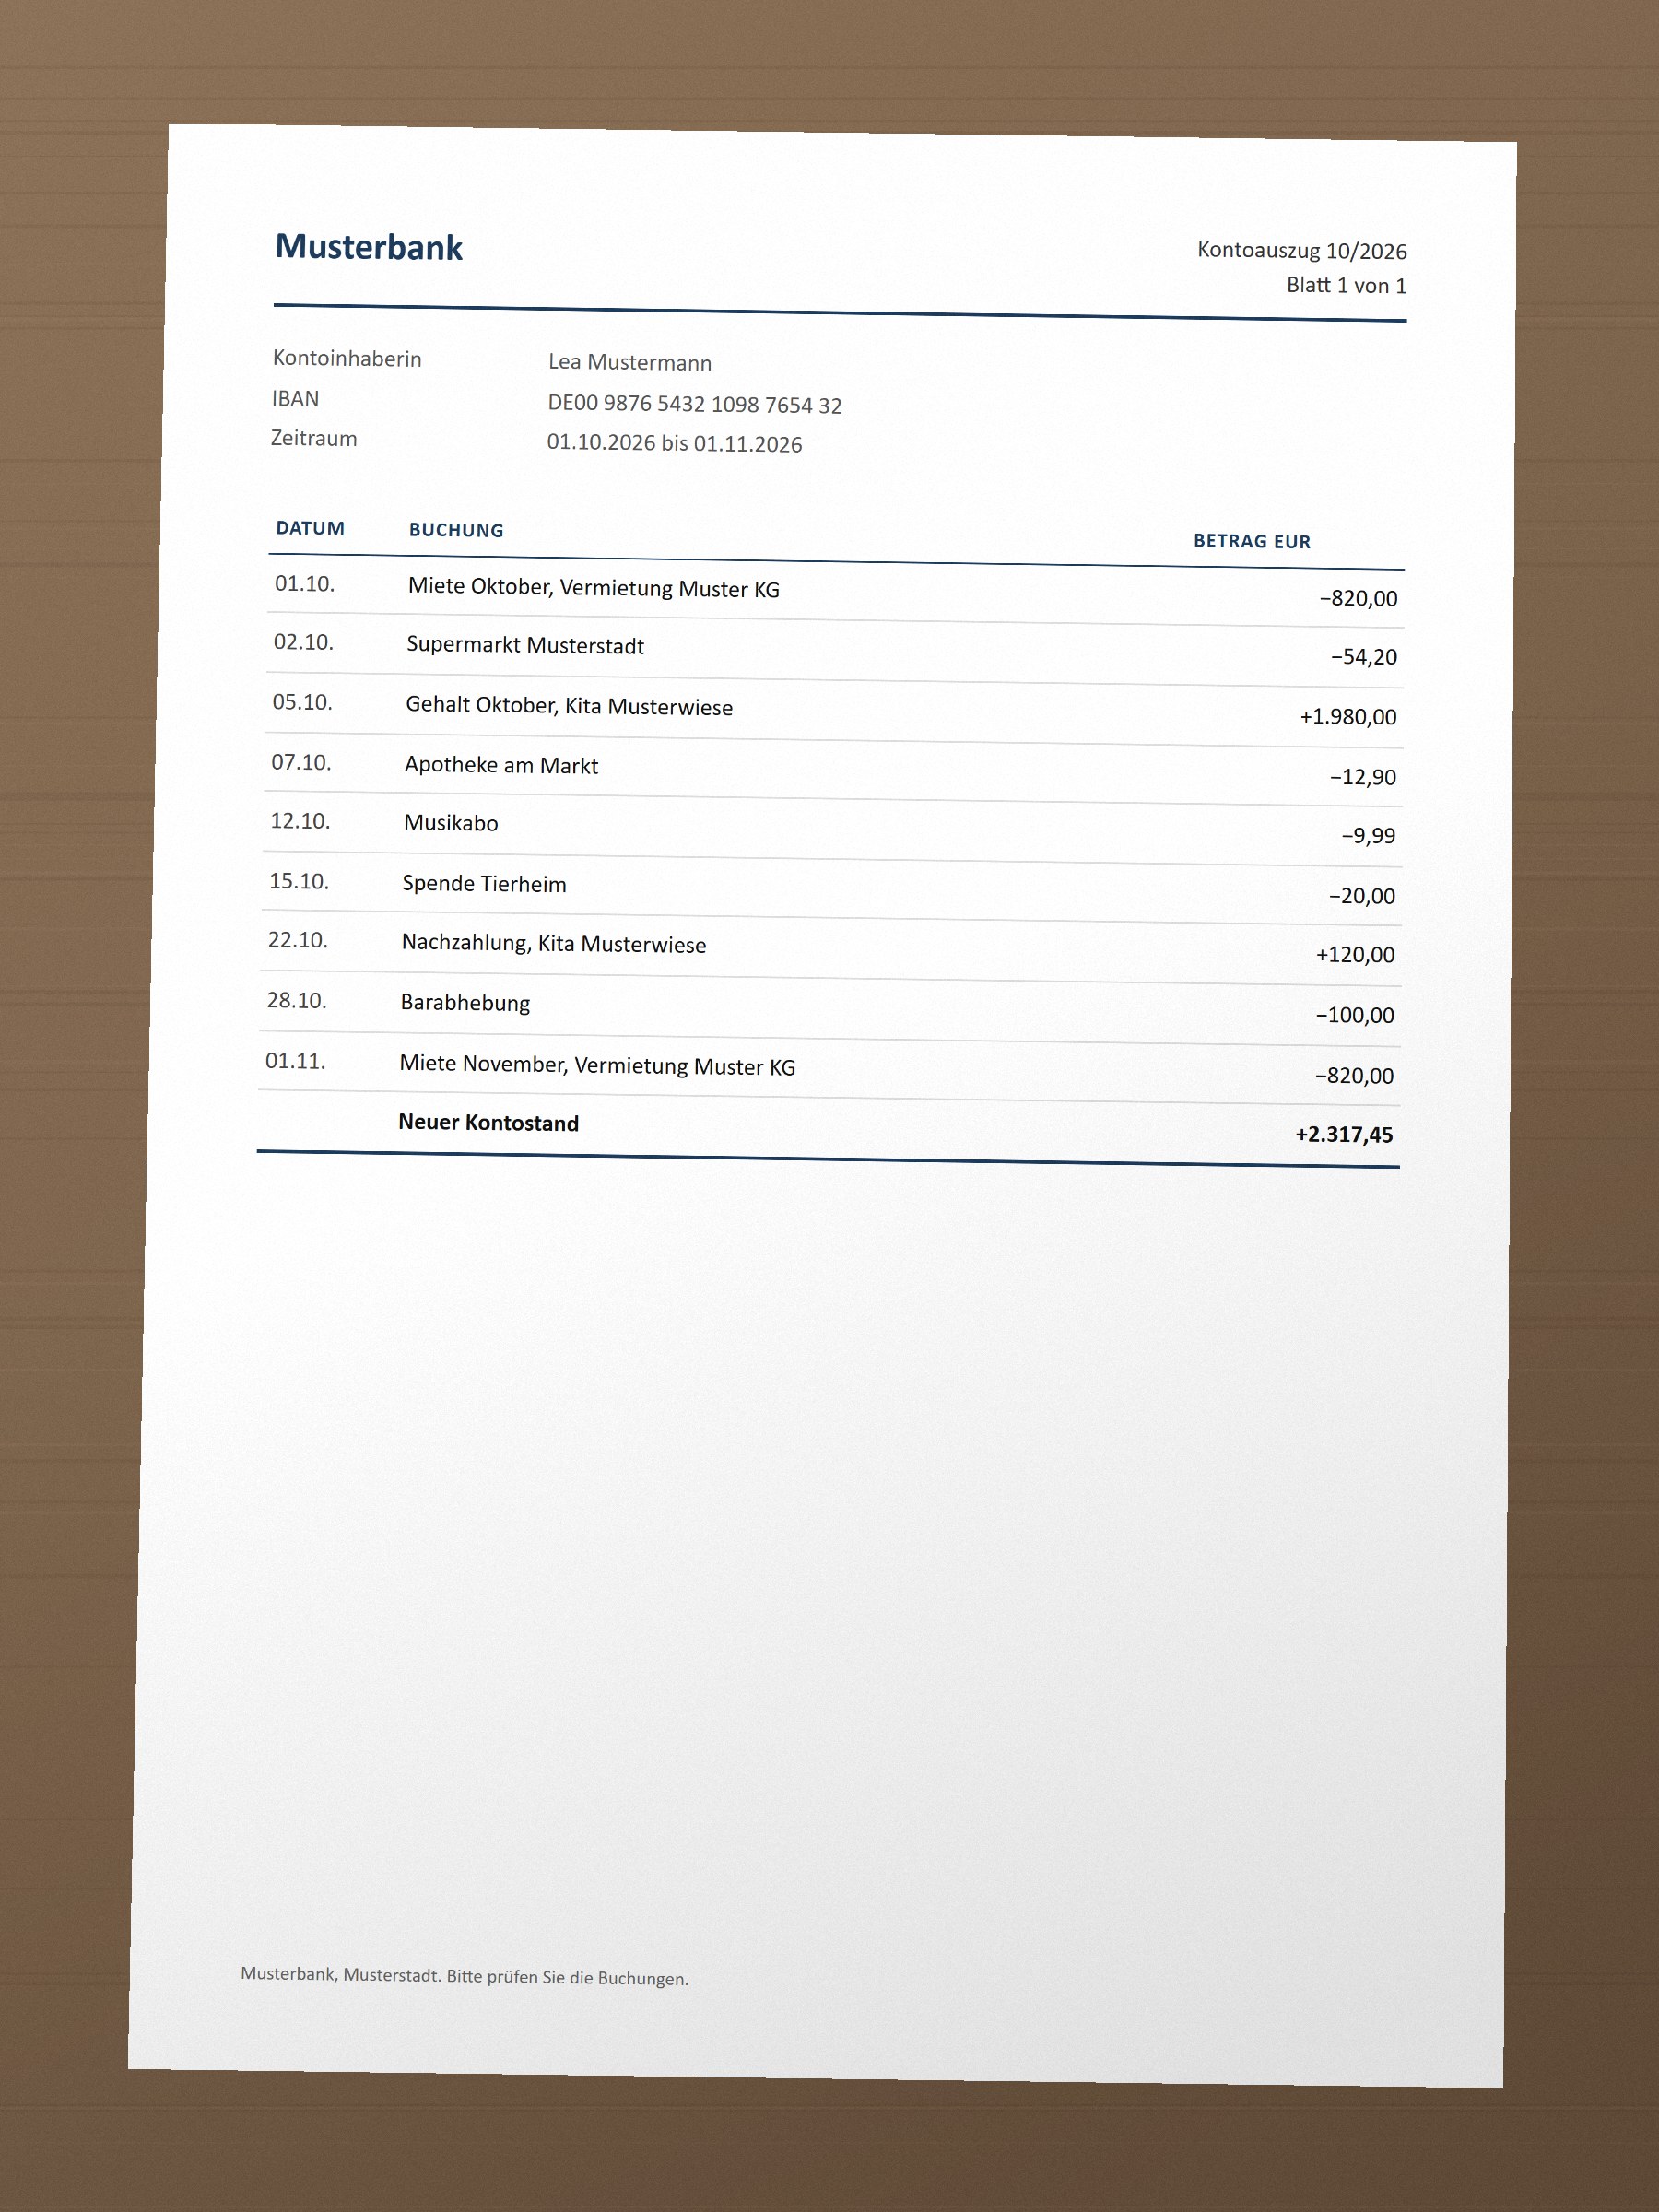 Musterbank
Kontoauszug 10/2026
Blatt 1 von 1
Kontoinhaberin Lea Mustermann
IBAN DE00 9876 5432 1098 7654 32
Zeitraum 01.10.2026 bis 01.11.2026
DATUM BUCHUNG BETRAG EUR
01.10. Miete Oktober, Vermietung Muster KG −820,00
02.10. Supermarkt Musterstadt −54,20
05.10. Gehalt Oktober, Kita Musterwiese +1.980,00
07.10. Apotheke am Markt −12,90
12.10. Musikabo −9,99
15.10. Spende Tierheim −20,00
22.10. Nachzahlung, Kita Musterwiese +120,00
28.10. Barabhebung −100,00
01.11. Miete November, Vermietung Muster KG −820,00
Neuer Kontostand +2.317,45
Musterbank, Musterstadt. Bitte prüfen Sie die Buchungen.